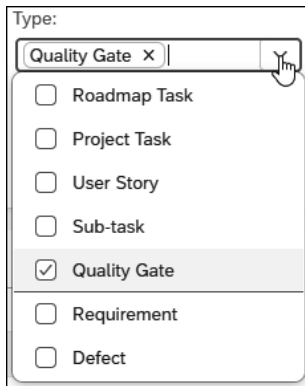 Type:
Quality Gate
Roadmap Task
Project Task
User Story
Sub-task
Quality Gate
Requirement
Defect